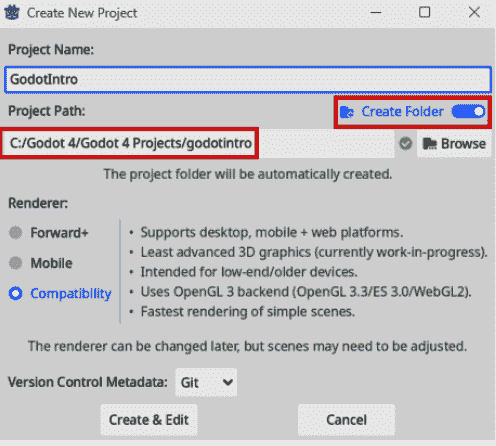 Create New Project
Project Name:
GodotIntro
Project Path:
Create Folder
C:/Godot 4/Godot 4 Projects/godotintro
Browse
The project folder will be automatically created.
Renderer:
Forward+
Mobile
Compatibility
• Supports desktop, mobile + web platforms.
• Least advanced 3D graphics (currently work-in-progress).
• Intended for low-end/older devices.
• Uses OpenGL 3 backend (OpenGL 3.3/ES 3.0/WebGL2).
• Fastest rendering of simple scenes.
The renderer can be changed later, but scenes may need to be adjusted.
Version Control Metadata: Git
Create & Edit
Cancel